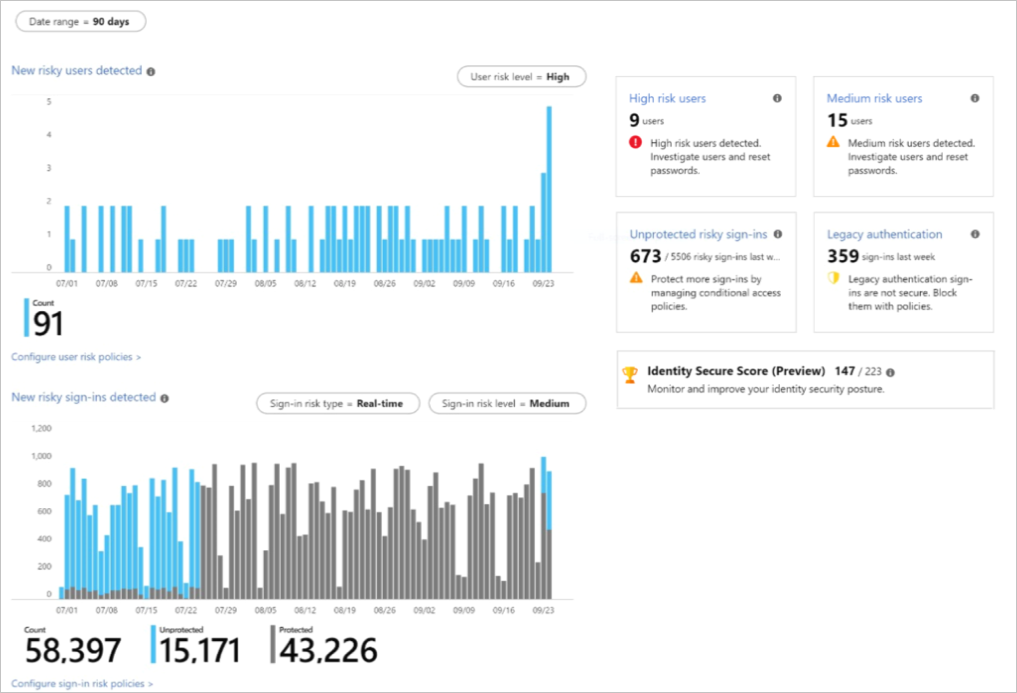 Date range = 90 days
New risky users detected
User risk level = High
5
4
3
2
1
0
07/01 07/08 07/15 07/22 07/29 08/05 08/12 08/19 08/26 09/02 09/09 09/16 09/23
Count
91
Configure user risk policies >
New risky sign-ins detected
Sign-in risk type = Real-time
Sign-in risk level = Medium
1,200
1,000
800
600
400
200
0
07/01 07/08 07/15 07/22 07/29 08/05 08/12 08/19 08/26 09/02 09/09 09/16 09/23
Count
58,397
Unprotected
15,171
Protected
43,226
Configure sign-in risk policies >
High risk users
9 users
High risk users detected.
Investigate users and reset
passwords.
Medium risk users
15 users
Medium risk users detected.
Investigate users and reset
passwords.
Unprotected risky sign-ins
673 / 5506 risky sign-ins last w...
Protect more sign-ins by
managing conditional access
policies.
Legacy authentication
359 sign-ins last week
Legacy authentication sign-
ins are not secure. Block
them with policies.
Identity Secure Score (Preview) 147 / 223
Monitor and improve your identity security posture.